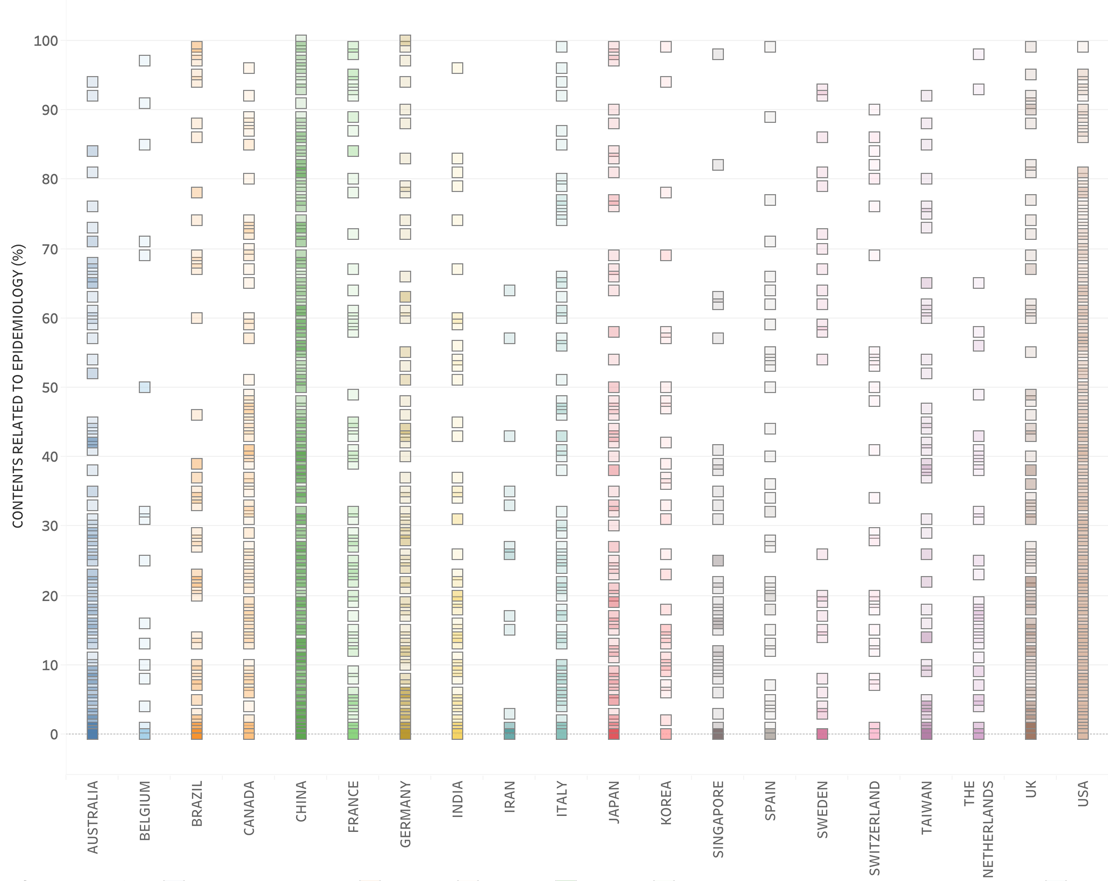 CONTENTS RELATED TO EPIDEMIOLOGY (%)
100
90
80
70
60
50
40
30
20
10
0
AUSTRALIA
BELGIUM
BRAZIL
CANADA
CHINA
FRANCE
GERMANY
INDIA
IRAN
ITALY
JAPAN
KOREA
SINGAPORE
SPAIN
SWEDEN
SWITZERLAND
TAIWAN
THE
NETHERLANDS
UK
USA